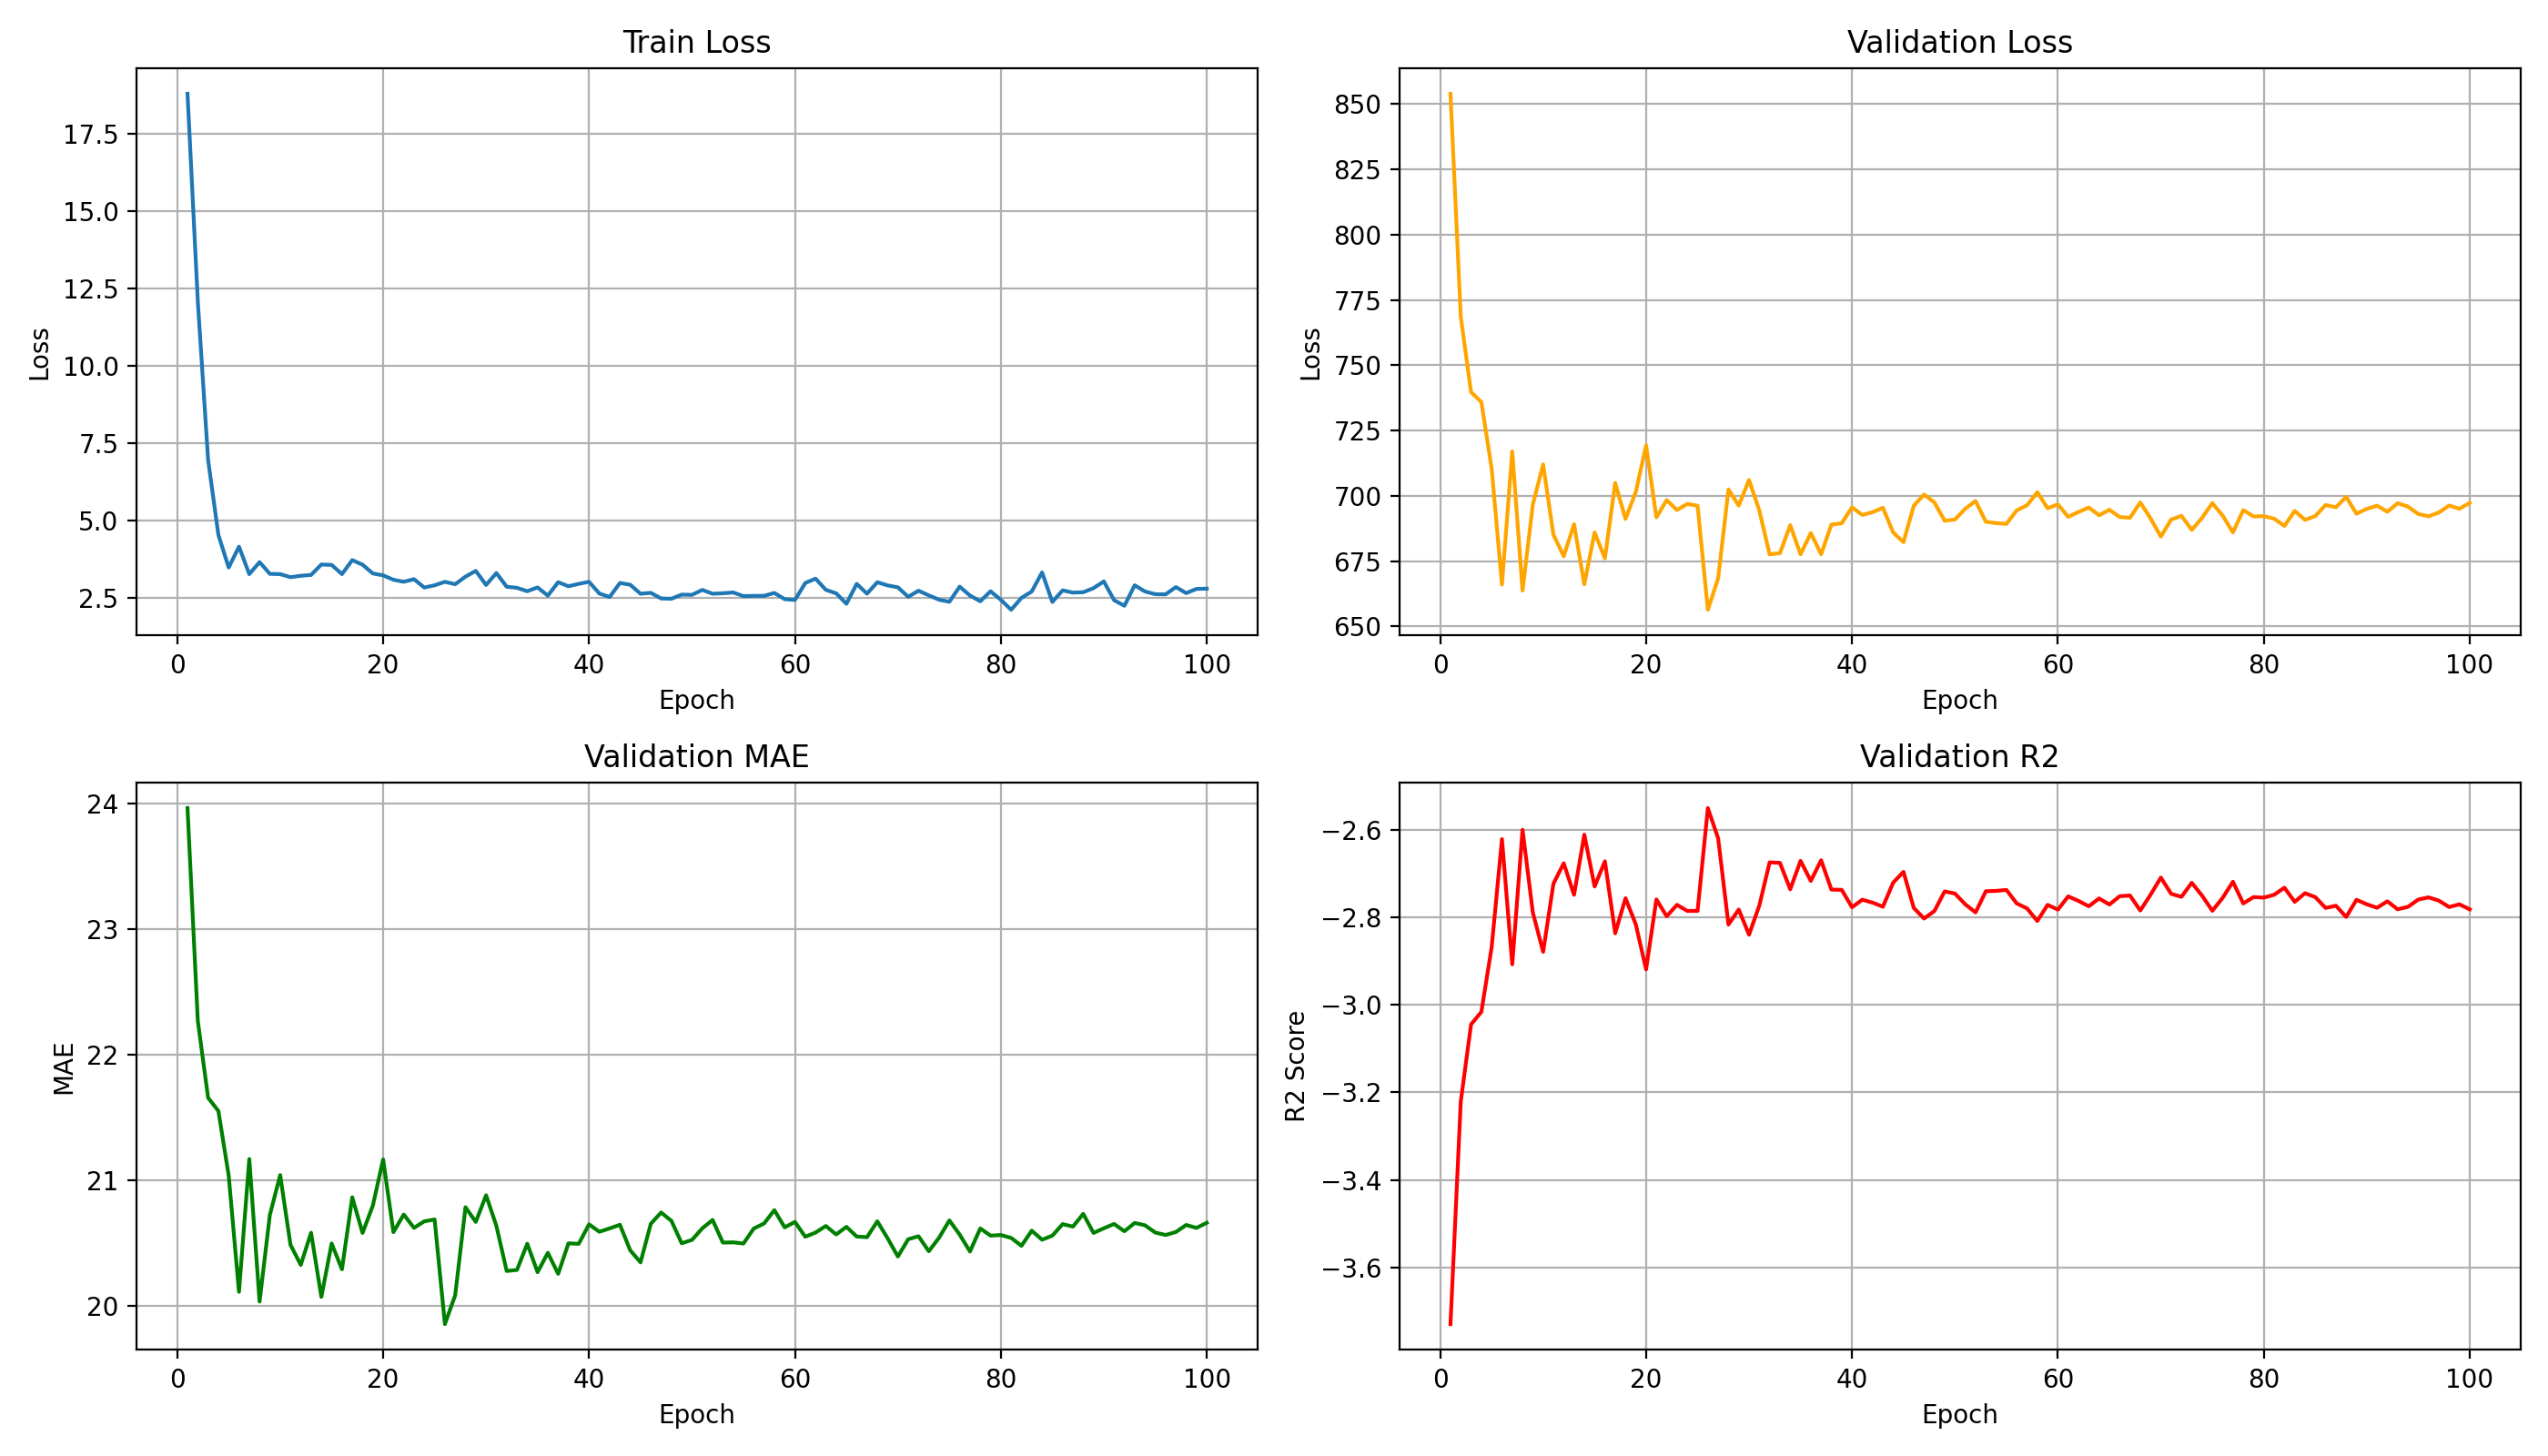 Train Loss
Loss
17.5
15.0
12.5
10.0
7.5
5.0
2.5
0 20 40 60 80 100
Epoch
Validation Loss
Loss
850
825
800
775
750
725
700
675
650
0 20 40 60 80 100
Epoch
Validation MAE
MAE
24
23
22
21
20
0 20 40 60 80 100
Epoch
Validation R2
R2 Score
−2.6
−2.8
−3.0
−3.2
−3.4
−3.6
0 20 40 60 80 100
Epoch